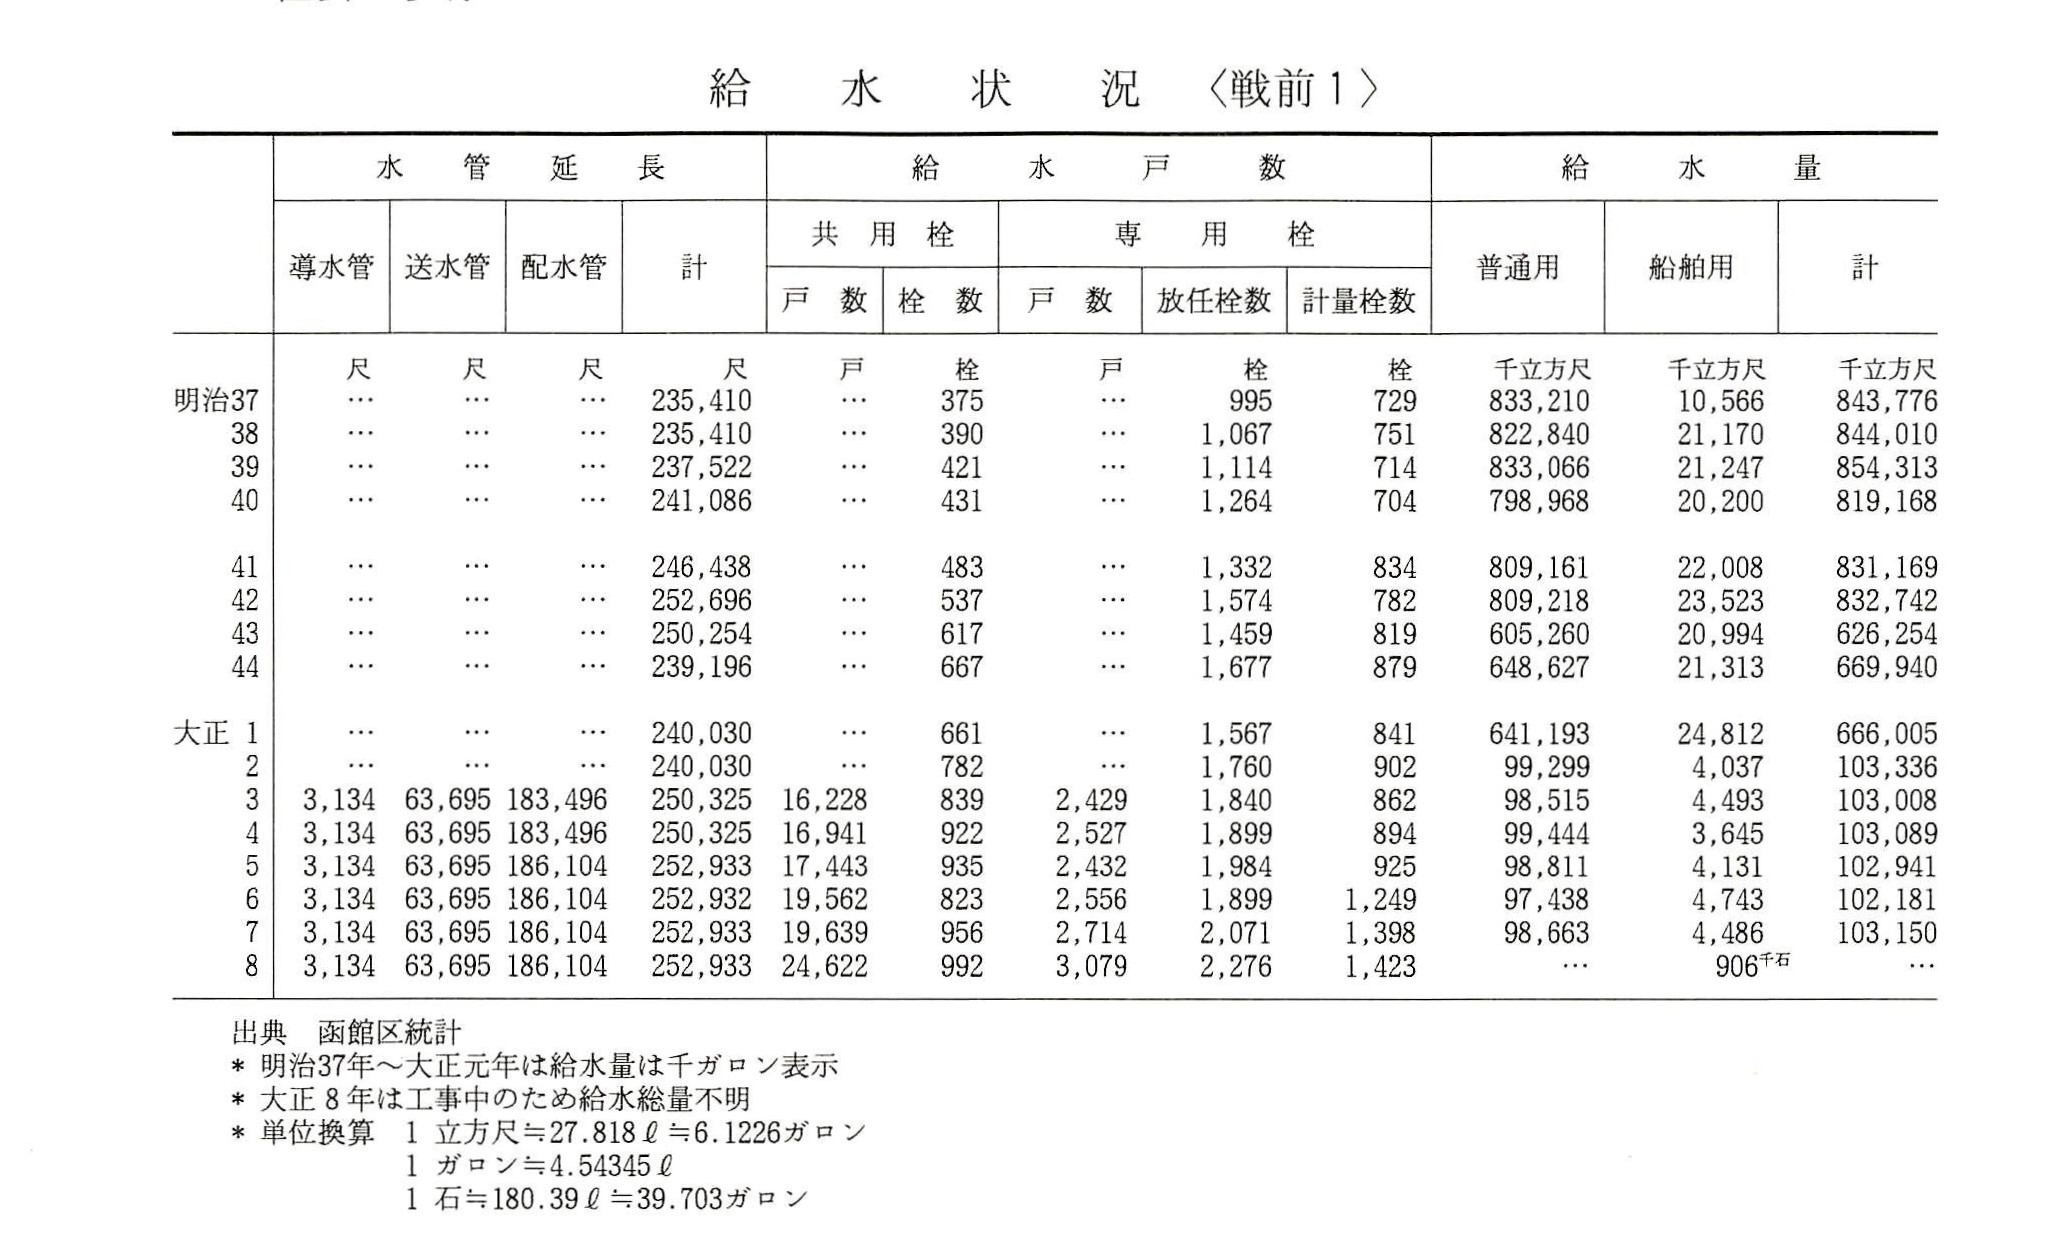 給水状況〈戦前1〉
水管延長 給水戸数 給水量
共用栓 専用栓
導水管 送水管 配水管 計 普通用 船舶用 計
戸数 栓数 戸数 放任栓数 計量栓数
尺 尺 尺 尺 戸 栓 戸 栓 栓 千立方尺 千立方尺 千立方尺
明治37 … … … 235,410 … 375 … 995 729 833,210 10,566 843,776
38 … … … 235,410 … 390 … 1,067 751 822,840 21,170 844,010
39 … … … 237,522 … 421 … 1,114 714 833,066 21,247 854,313
40 … … … 241,086 … 431 … 1,264 704 798,968 20,200 819,168
41 … … … 246,438 … 483 … 1,332 834 809,161 22,008 831,169
42 … … … 252,696 … 537 … 1,574 782 809,218 23,523 832,742
43 … … … 250,254 … 617 … 1,459 819 605,260 20,994 626,254
44 … … … 239,196 … 667 … 1,677 879 648,627 21,313 669,940
大正 1 … … … 240,030 … 661 … 1,567 841 641,193 24,812 666,005
2 … … … 240,030 … 782 … 1,760 902 99,299 4,037 103,336
3 3,134 63,695 183,496 250,325 16,228 839 2,429 1,840 862 98,515 4,493 103,008
4 3,134 63,695 183,496 250,325 16,941 922 2,527 1,899 894 99,444 3,645 103,089
5 3,134 63,695 186,104 252,933 17,443 935 2,432 1,984 925 98,811 4,131 102,941
6 3,134 63,695 186,104 252,932 19,562 823 2,556 1,899 1,249 97,438 4,743 102,181
7 3,134 63,695 186,104 252,933 19,639 956 2,714 2,071 1,398 98,663 4,486 103,150
8 3,134 63,695 186,104 252,933 24,622 992 3,079 2,276 1,423 … 906千石 …
出典 函館区統計
* 明治37年～大正元年は給水量は千ガロン表示
* 大正8年は工事中のため給水総量不明
* 単位換算 1 立方尺≒27.818ℓ≒6.1226ガロン
1 ガロン≒4.54345ℓ
1 石≒180.39ℓ≒39.703ガロン